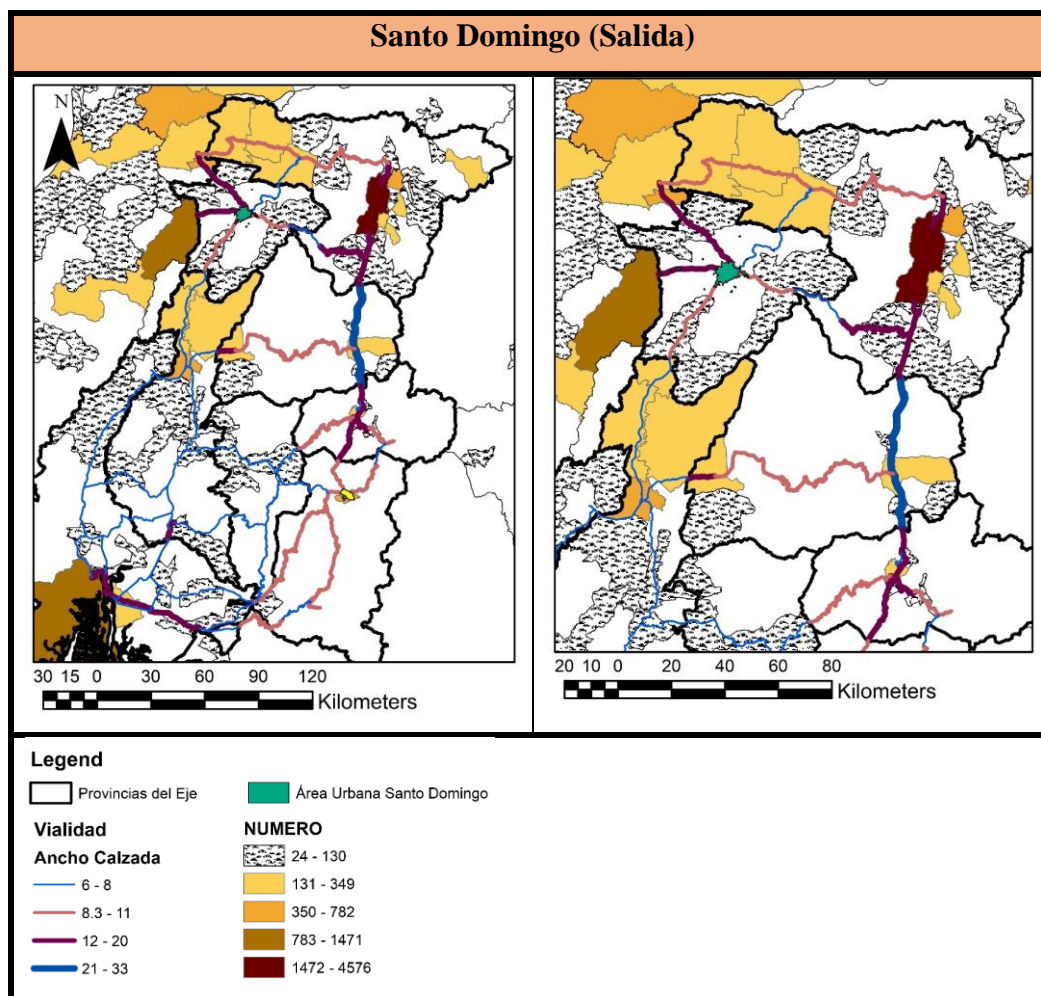 Santo Domingo (Salida)
N
30 15 0 30 60 90 120
Kilometers
20 10 0 20 40 60 80
Kilometers
Legend
Provincias del Eje
Área Urbana Santo Domingo
Vialidad
Ancho Calzada
6 - 8
8.3 - 11
12 - 20
21 - 33
NUMERO
24 - 130
131 - 349
350 - 782
783 - 1471
1472 - 4576